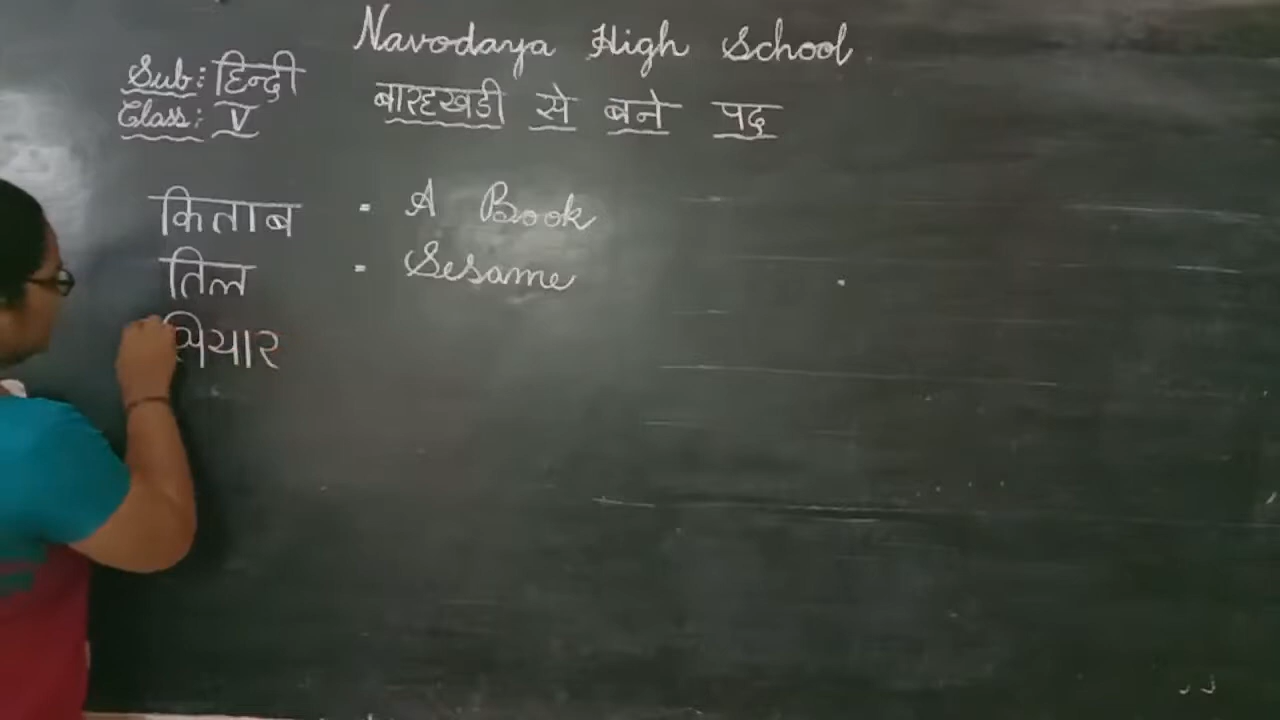 Navodaya High School
Sub: हिन्दी
बारहखडी से बने पद
Class: V
किताब = A Book
तिल = Sesame
सियार